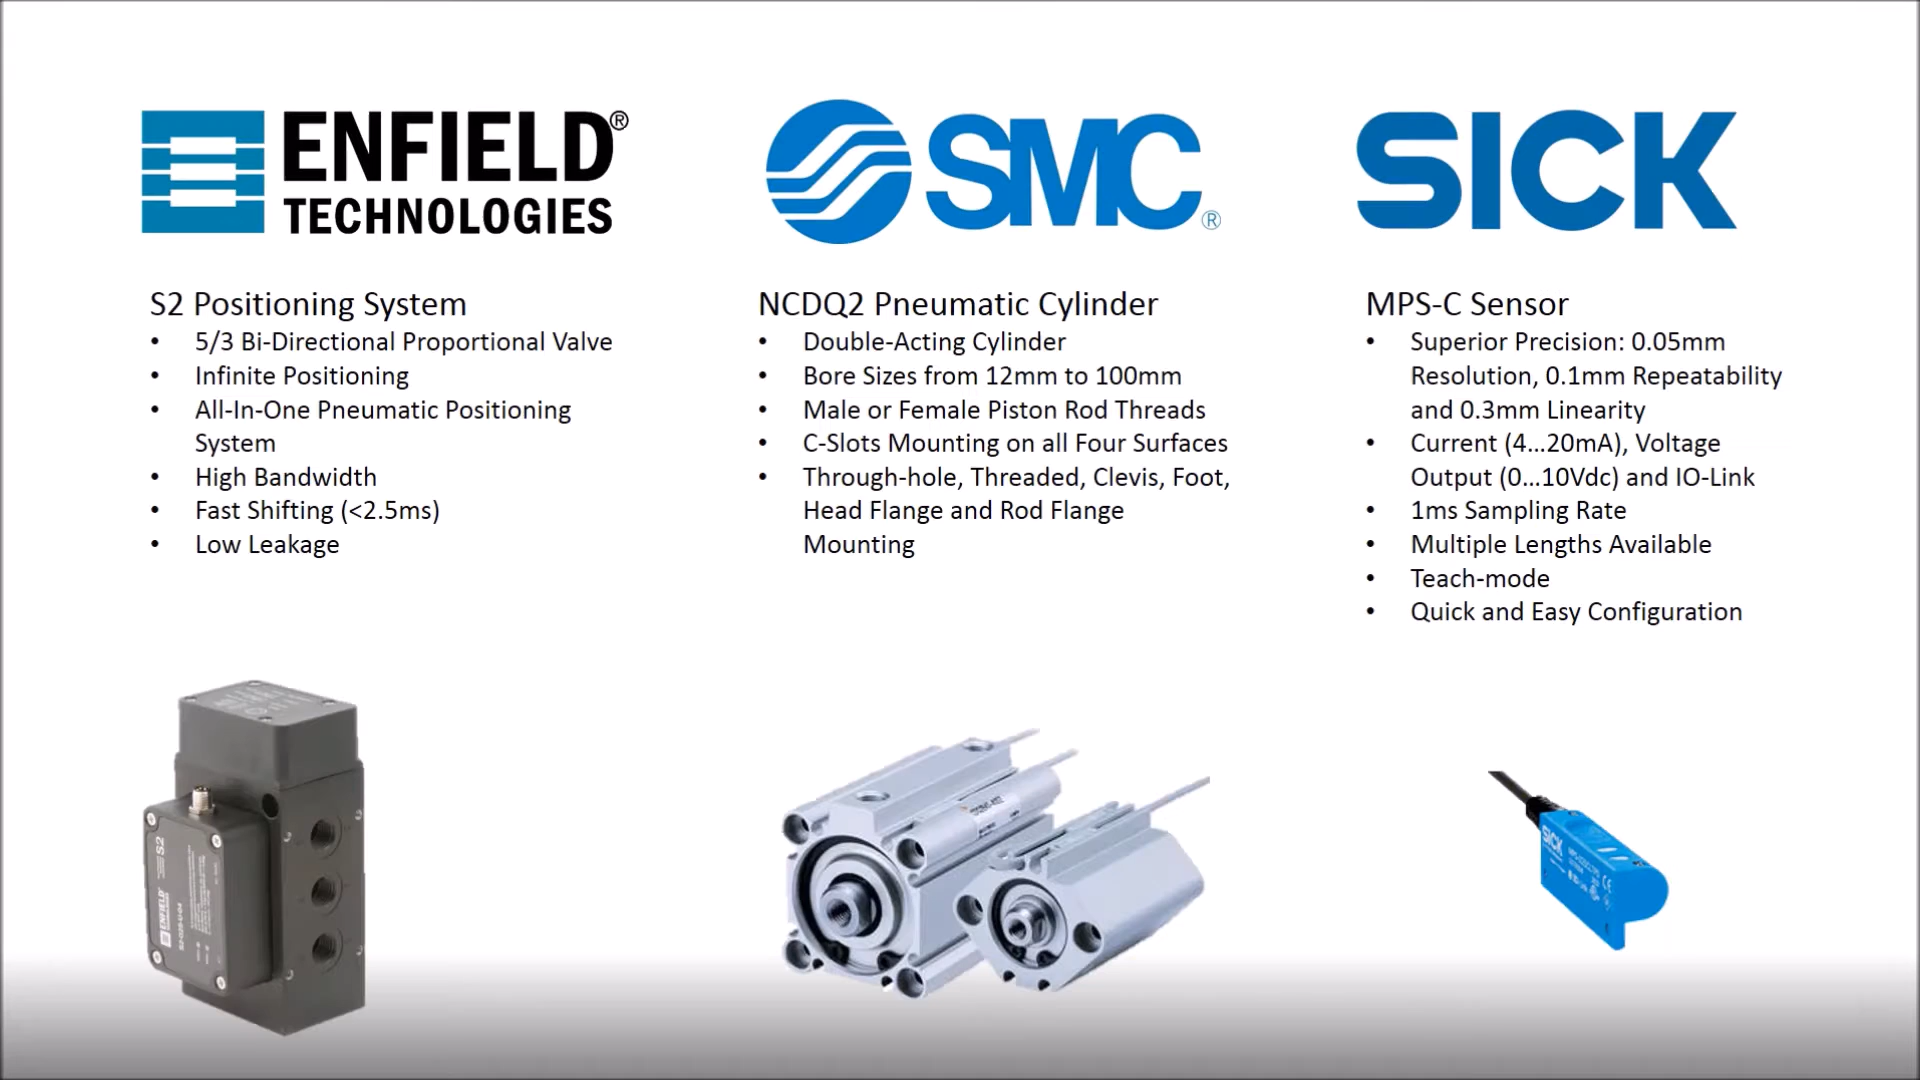 ENFIELD®
TECHNOLOGIES
SMC®
SICK
S2 Positioning System
• 5/3 Bi-Directional Proportional Valve
• Infinite Positioning
• All-In-One Pneumatic Positioning
System
• High Bandwidth
• Fast Shifting (<2.5ms)
• Low Leakage
NCDQ2 Pneumatic Cylinder
• Double-Acting Cylinder
• Bore Sizes from 12mm to 100mm
• Male or Female Piston Rod Threads
• C-Slots Mounting on all Four Surfaces
• Through-hole, Threaded, Clevis, Foot,
Head Flange and Rod Flange
Mounting
MPS-C Sensor
• Superior Precision: 0.05mm
Resolution, 0.1mm Repeatability
and 0.3mm Linearity
• Current (4...20mA), Voltage
Output (0...10Vdc) and IO-Link
• 1ms Sampling Rate
• Multiple Lengths Available
• Teach-mode
• Quick and Easy Configuration
S2
ENFIELD
SICK
CE